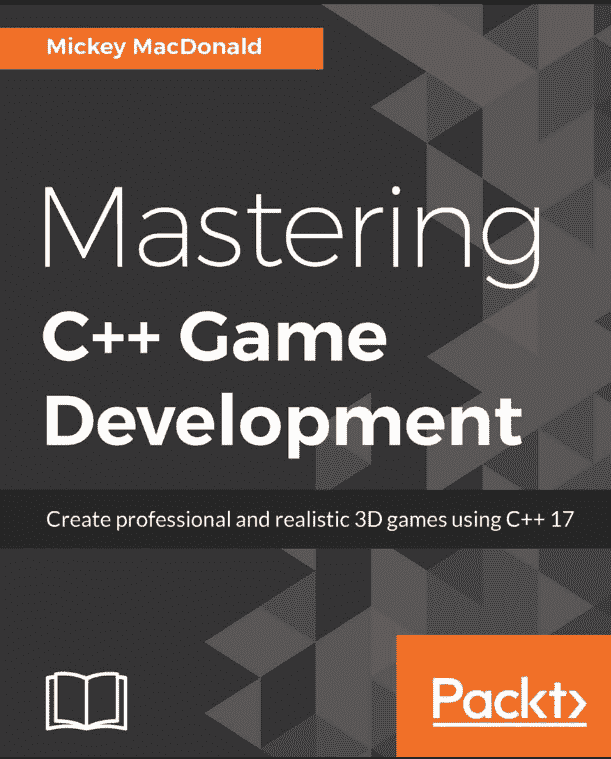 Mickey MacDonald
Mastering
C++ Game
Development
Create professional and realistic 3D games using C++ 17
Packt>